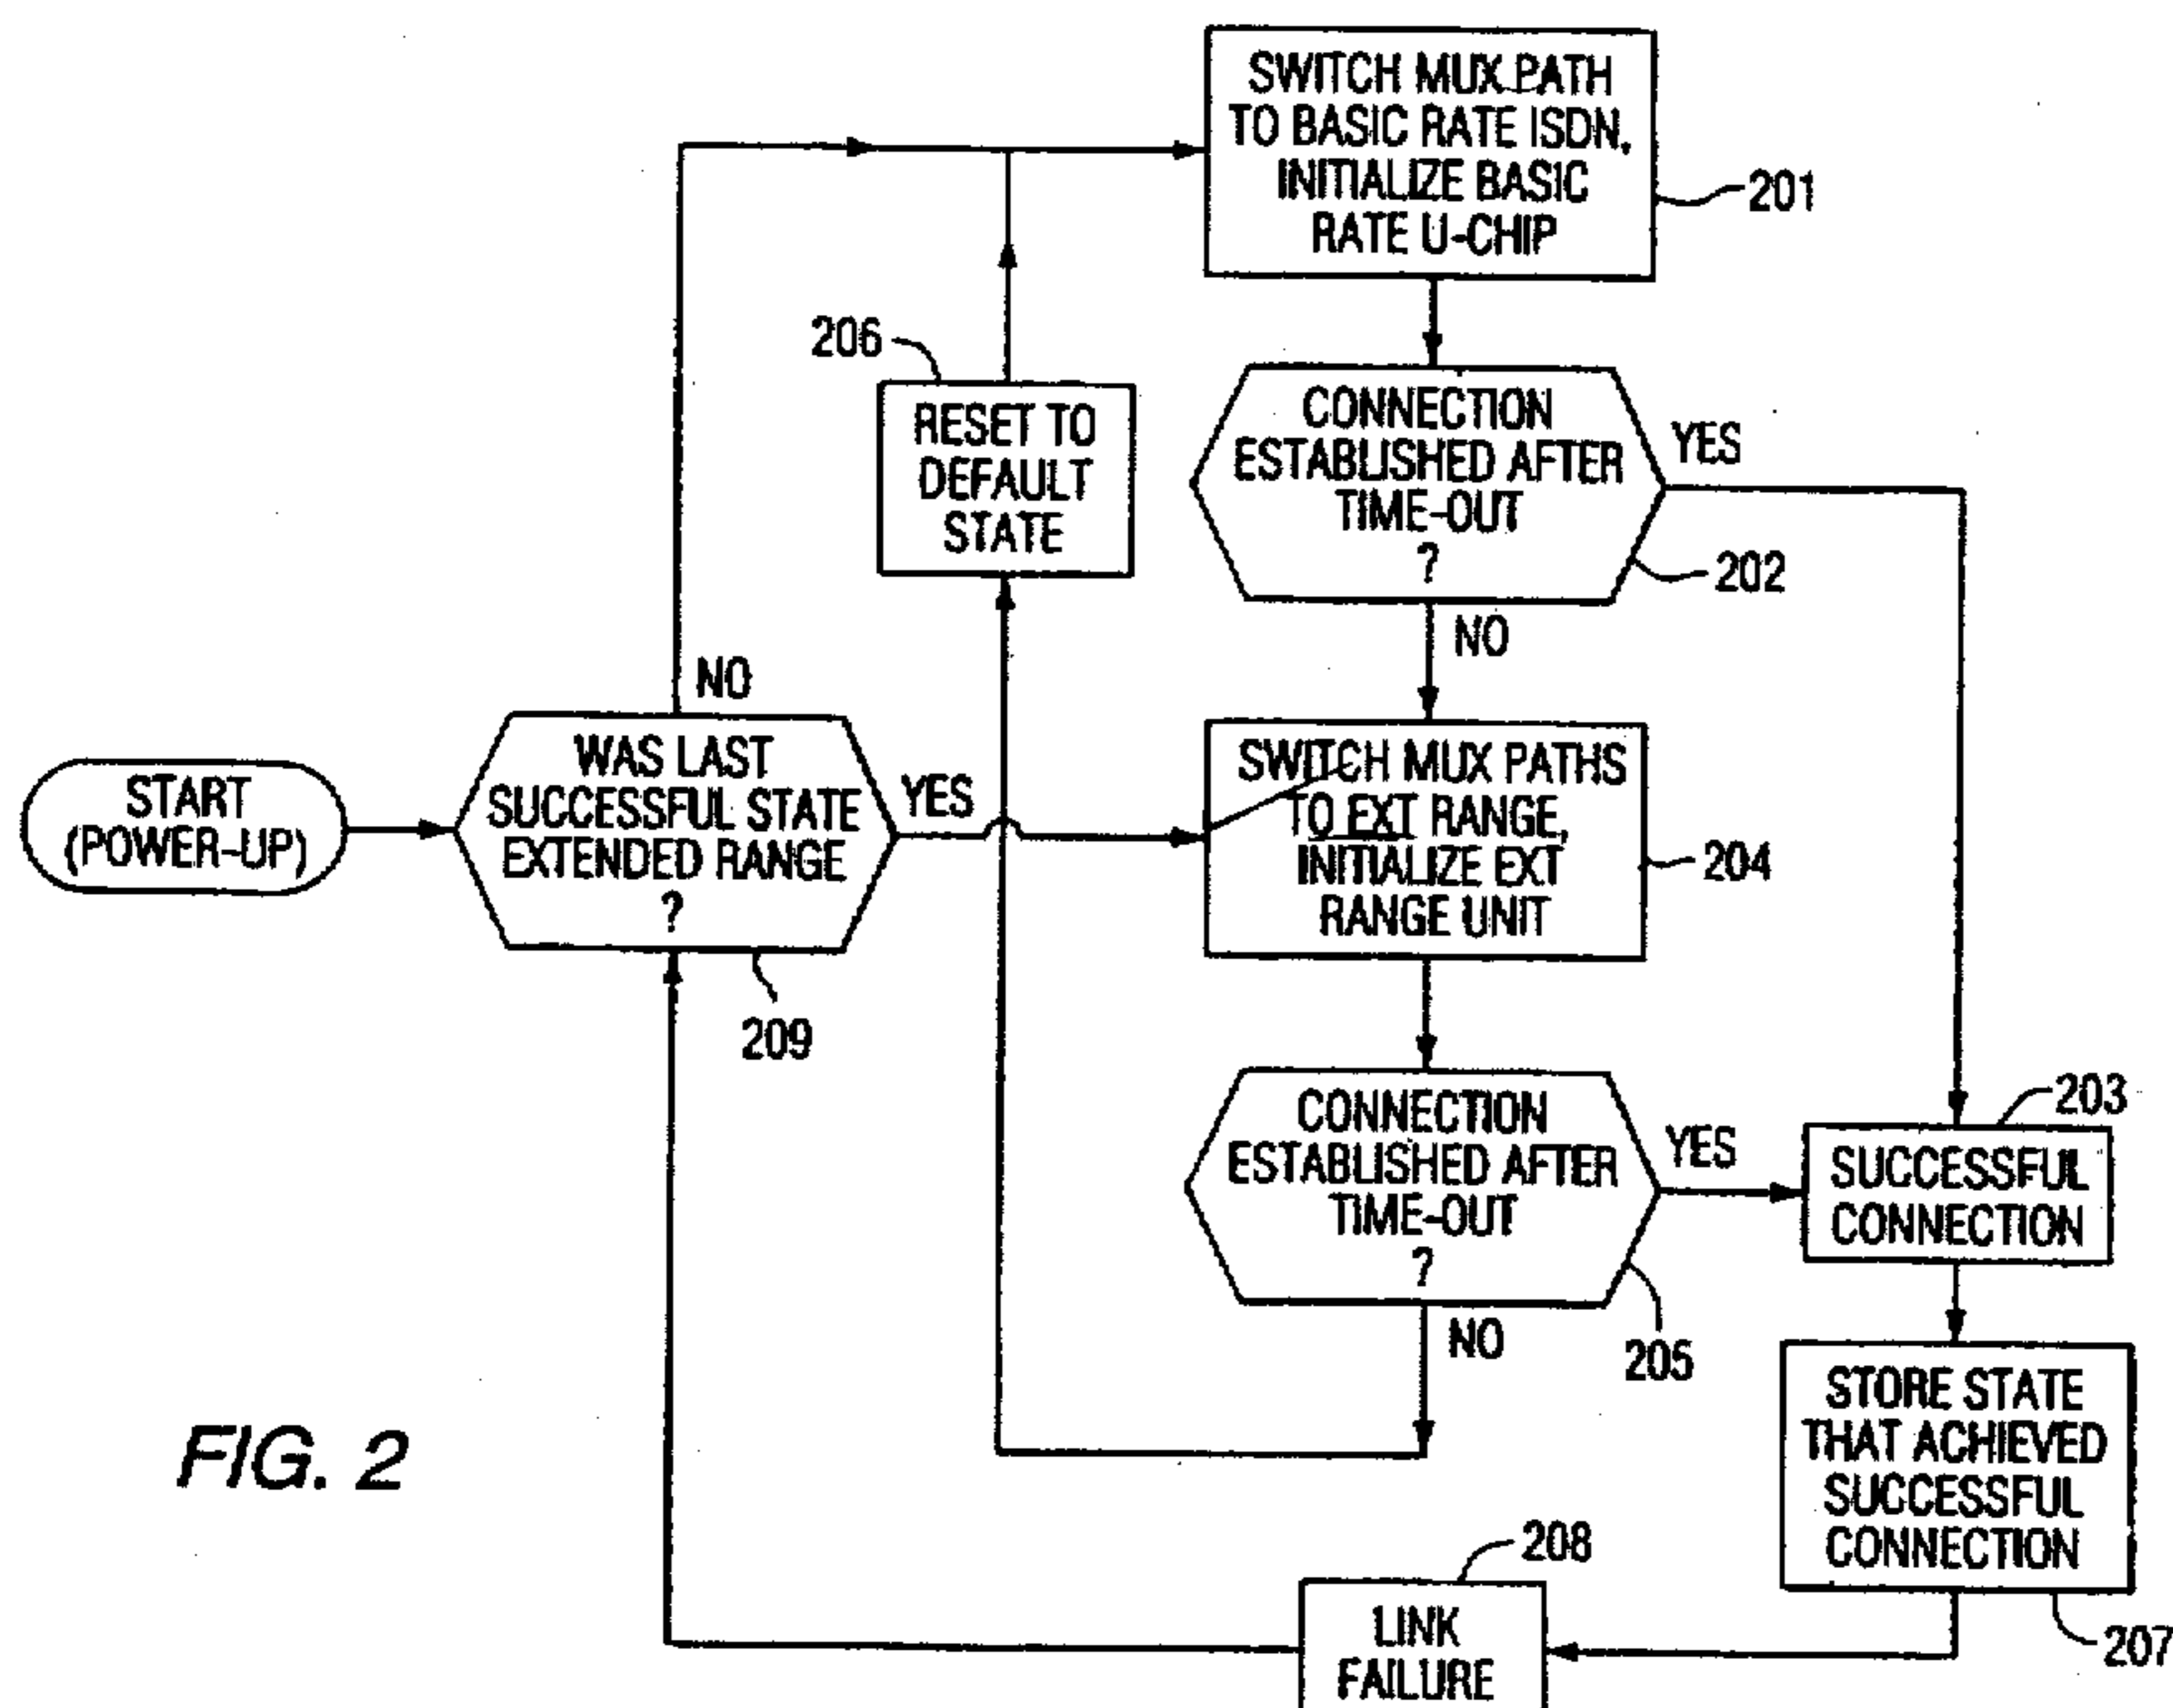 SWITCH MUX PATH
TO BASIC RATE ISDN,
INITIALIZE BASIC
RATE U-CHIP
201
206
RESET TO
DEFAULT
STATE
CONNECTION
ESTABLISHED AFTER
TIME-OUT
?
YES
202
NO
NO
START
(POWER-UP)
WAS LAST
SUCCESSFUL STATE
EXTENDED RANGE
?
YES
209
SWITCH MUX PATHS
TO EXT RANGE,
INITIALIZE EXT
RANGE UNIT
204
CONNECTION
ESTABLISHED AFTER
TIME-OUT
?
YES
205
NO
203
SUCCESSFUL
CONNECTION
STORE STATE
THAT ACHIEVED
SUCCESSFUL
CONNECTION
207
208
LINK
FAILURE
FIG. 2